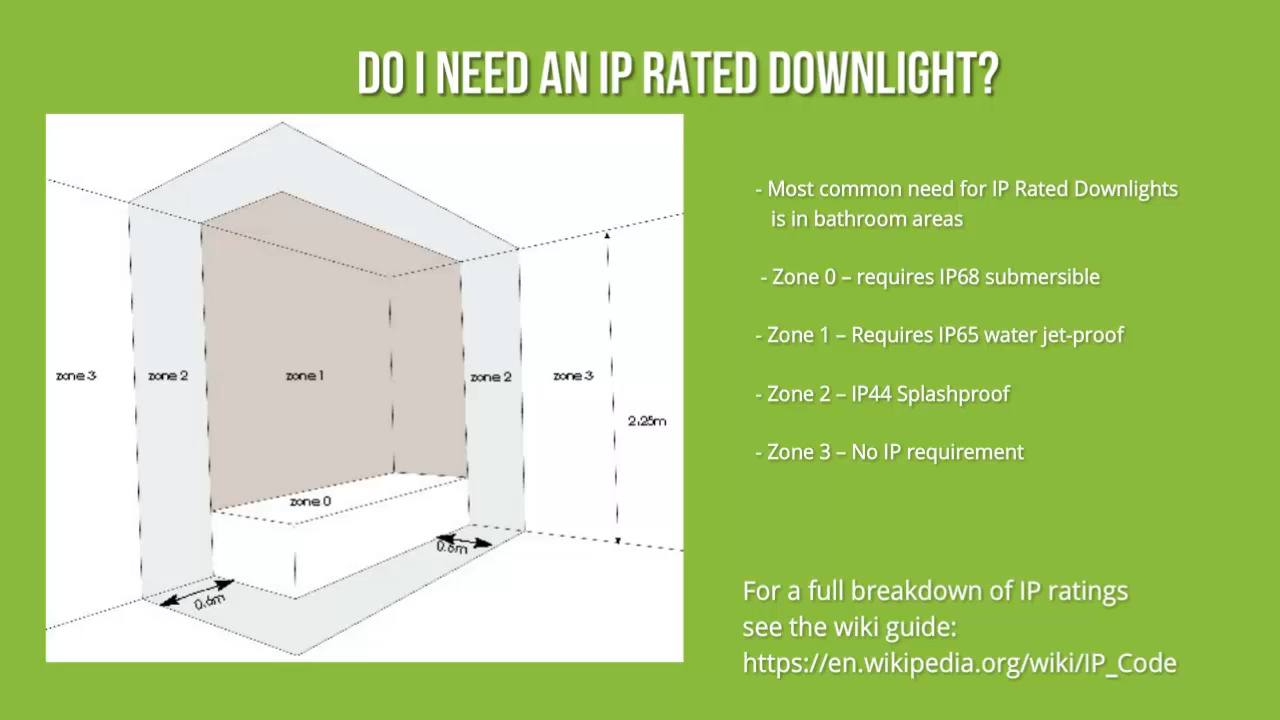 DO I NEED AN IP RATED DOWNLIGHT?
- Most common need for IP Rated Downlights
is in bathroom areas
- Zone 0 – requires IP68 submersible
- Zone 1 – Requires IP65 water jet-proof
- Zone 2 – IP44 Splashproof
- Zone 3 – No IP requirement
For a full breakdown of IP ratings
see the wiki guide:
https://en.wikipedia.org/wiki/IP_Code
zone 3
zone 2
zone 1
zone 2
zone 3
2.25m
zone 0
0.6m
0.6m